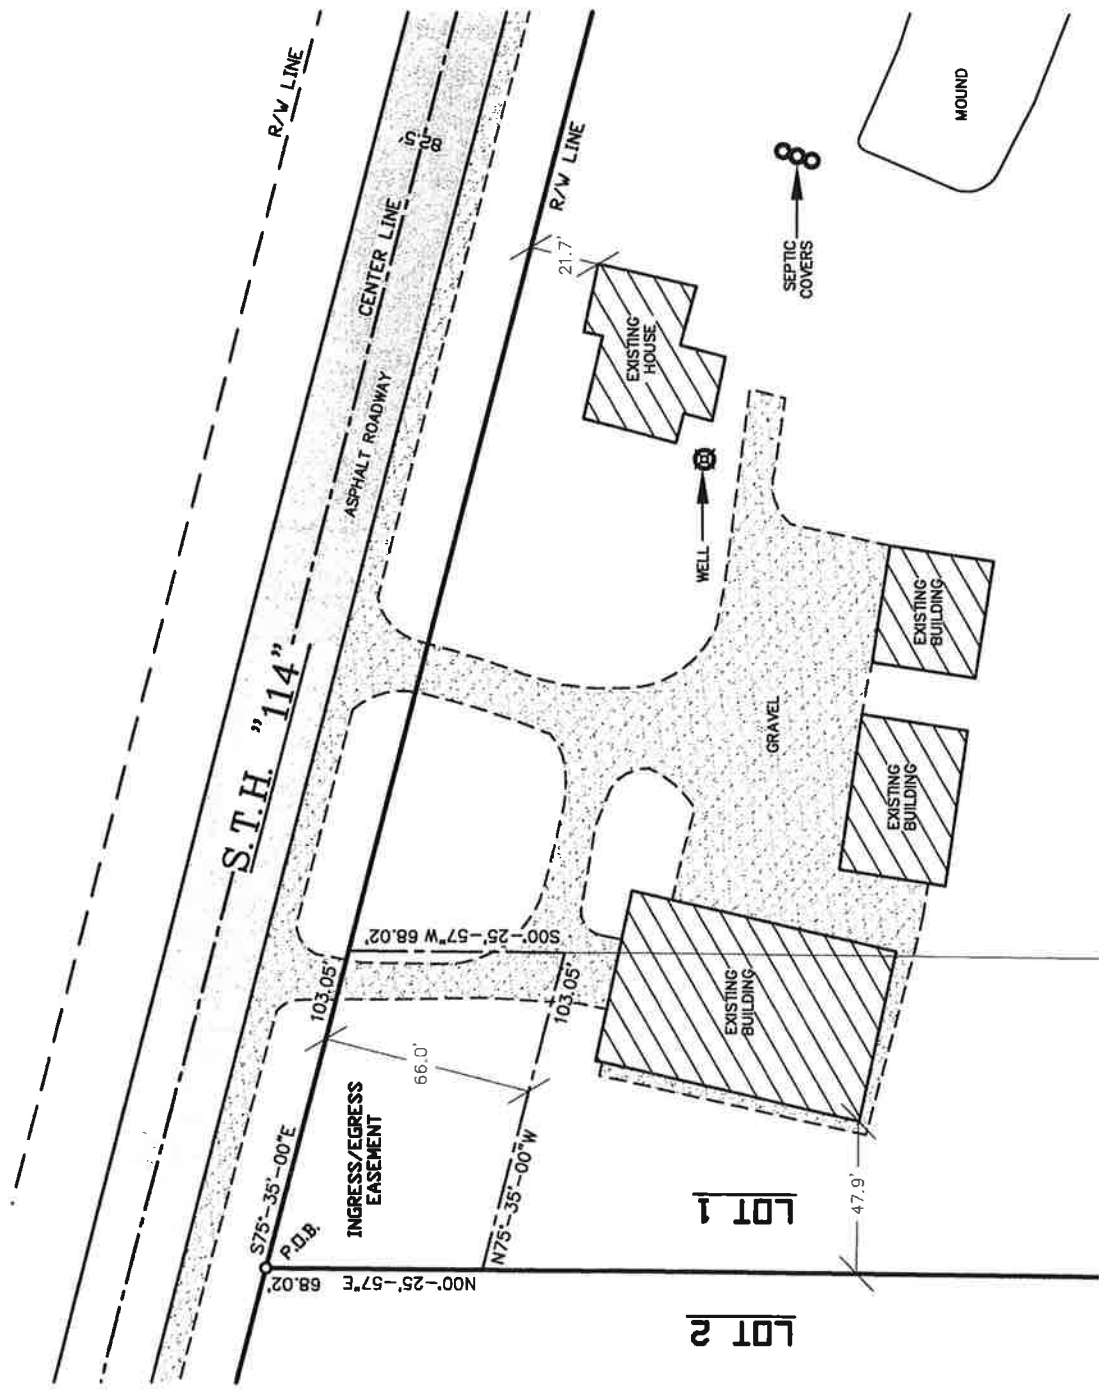 R/W LINE
82.5'
CENTER LINE
ASPHALT ROADWAY
S.T.H. "114"
R/W LINE
21.7'
MOUND
SEPTIC
COVERS
EXISTING
HOUSE
WELL
GRAVEL
EXISTING
BUILDING
EXISTING
BUILDING
EXISTING
BUILDING
S00°-25'-57"W 68.02'
103.05'
103.05'
66.0'
S75°-35'-00"E
P.O.B.
INGRESS/EGRESS
EASEMENT
N75°-35'-00"W
N00°-25'-57"E 68.02'
47.9'
LOT 1
LOT 2